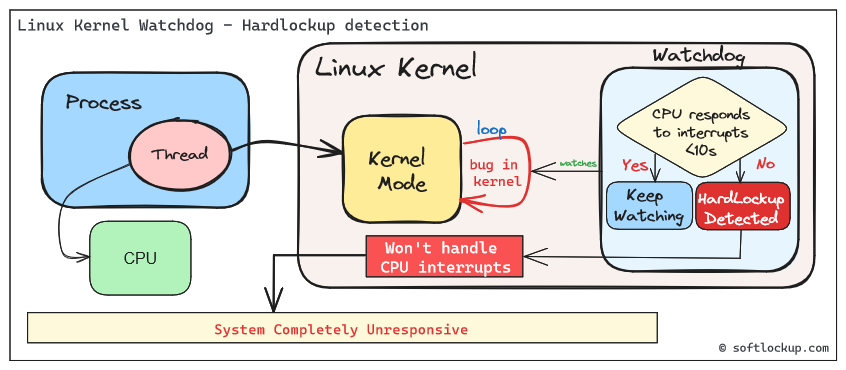 Linux Kernel Watchdog - Hardlockup detection
Linux Kernel
Watchdog
Process
Thread
CPU
Kernel
Mode
loop
bug in
kernel
watches
CPU responds
to interrupts
<10s
Yes
No
Keep
Watching
HardLockup
Detected
Won't handle
CPU interrupts
System Completely Unresponsive
© softlockup.com